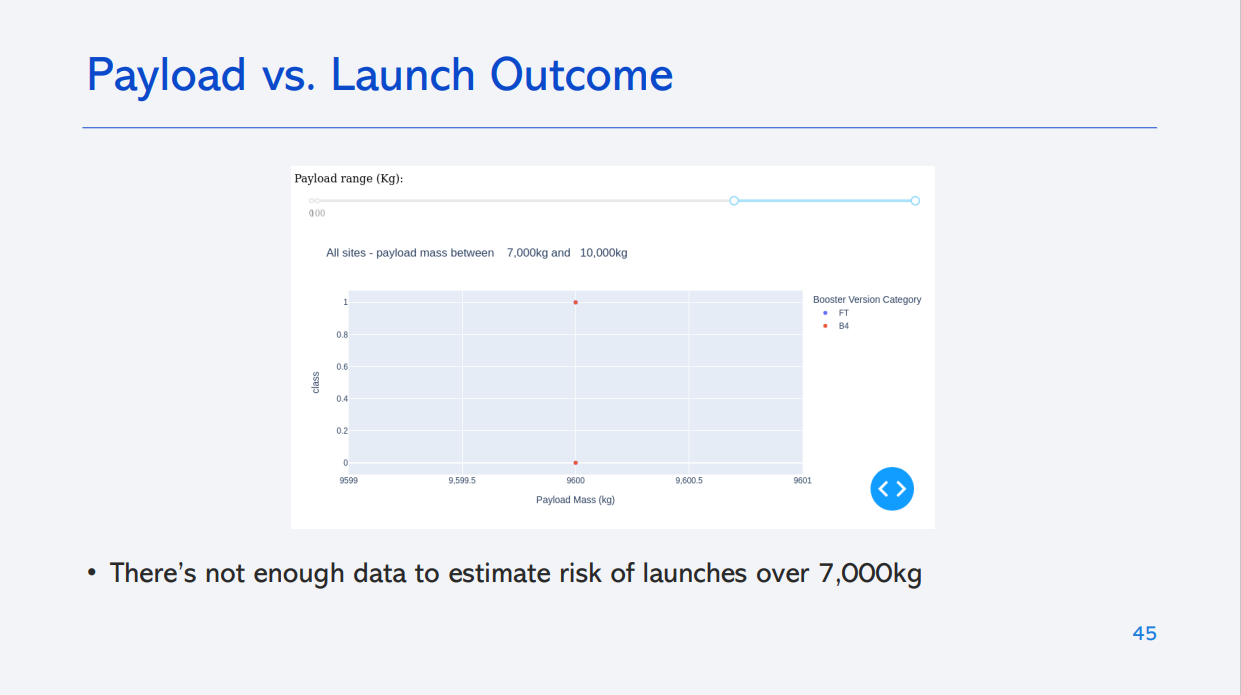 Payload vs. Launch Outcome
Payload range (Kg):
All sites - payload mass between 7,000kg and 10,000kg
1
0.8
0.6
0.4
0.2
0
class
9599
9,599.5
9600
9,600.5
9601
Payload Mass (kg)
Booster Version Category
FT
B4
• There’s not enough data to estimate risk of launches over 7,000kg
45